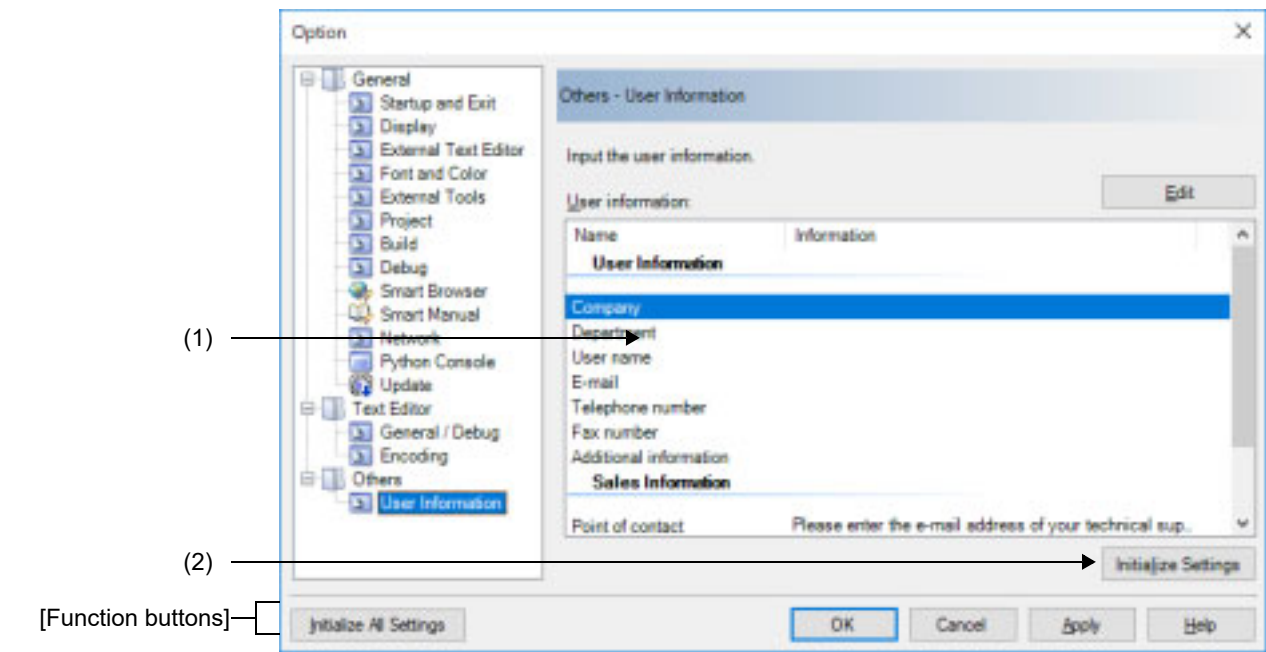 Option
General
Startup and Exit
Display
External Text Editor
Font and Color
External Tools
Project
Build
Debug
Smart Browser
Smart Manual
Network
Python Console
Update
Text Editor
General / Debug
Encoding
Others
User Information
Others - User Information
Input the user information.
Edit
User information:
Name Information
User Information
Company
Department
User name
E-mail
Telephone number
Fax number
Additional information
Sales Information
Point of contact Please enter the e-mail address of your technical sup..
(1)
(2)
Initialize Settings
[Function buttons]
Initialize All Settings OK Cancel Apply Help